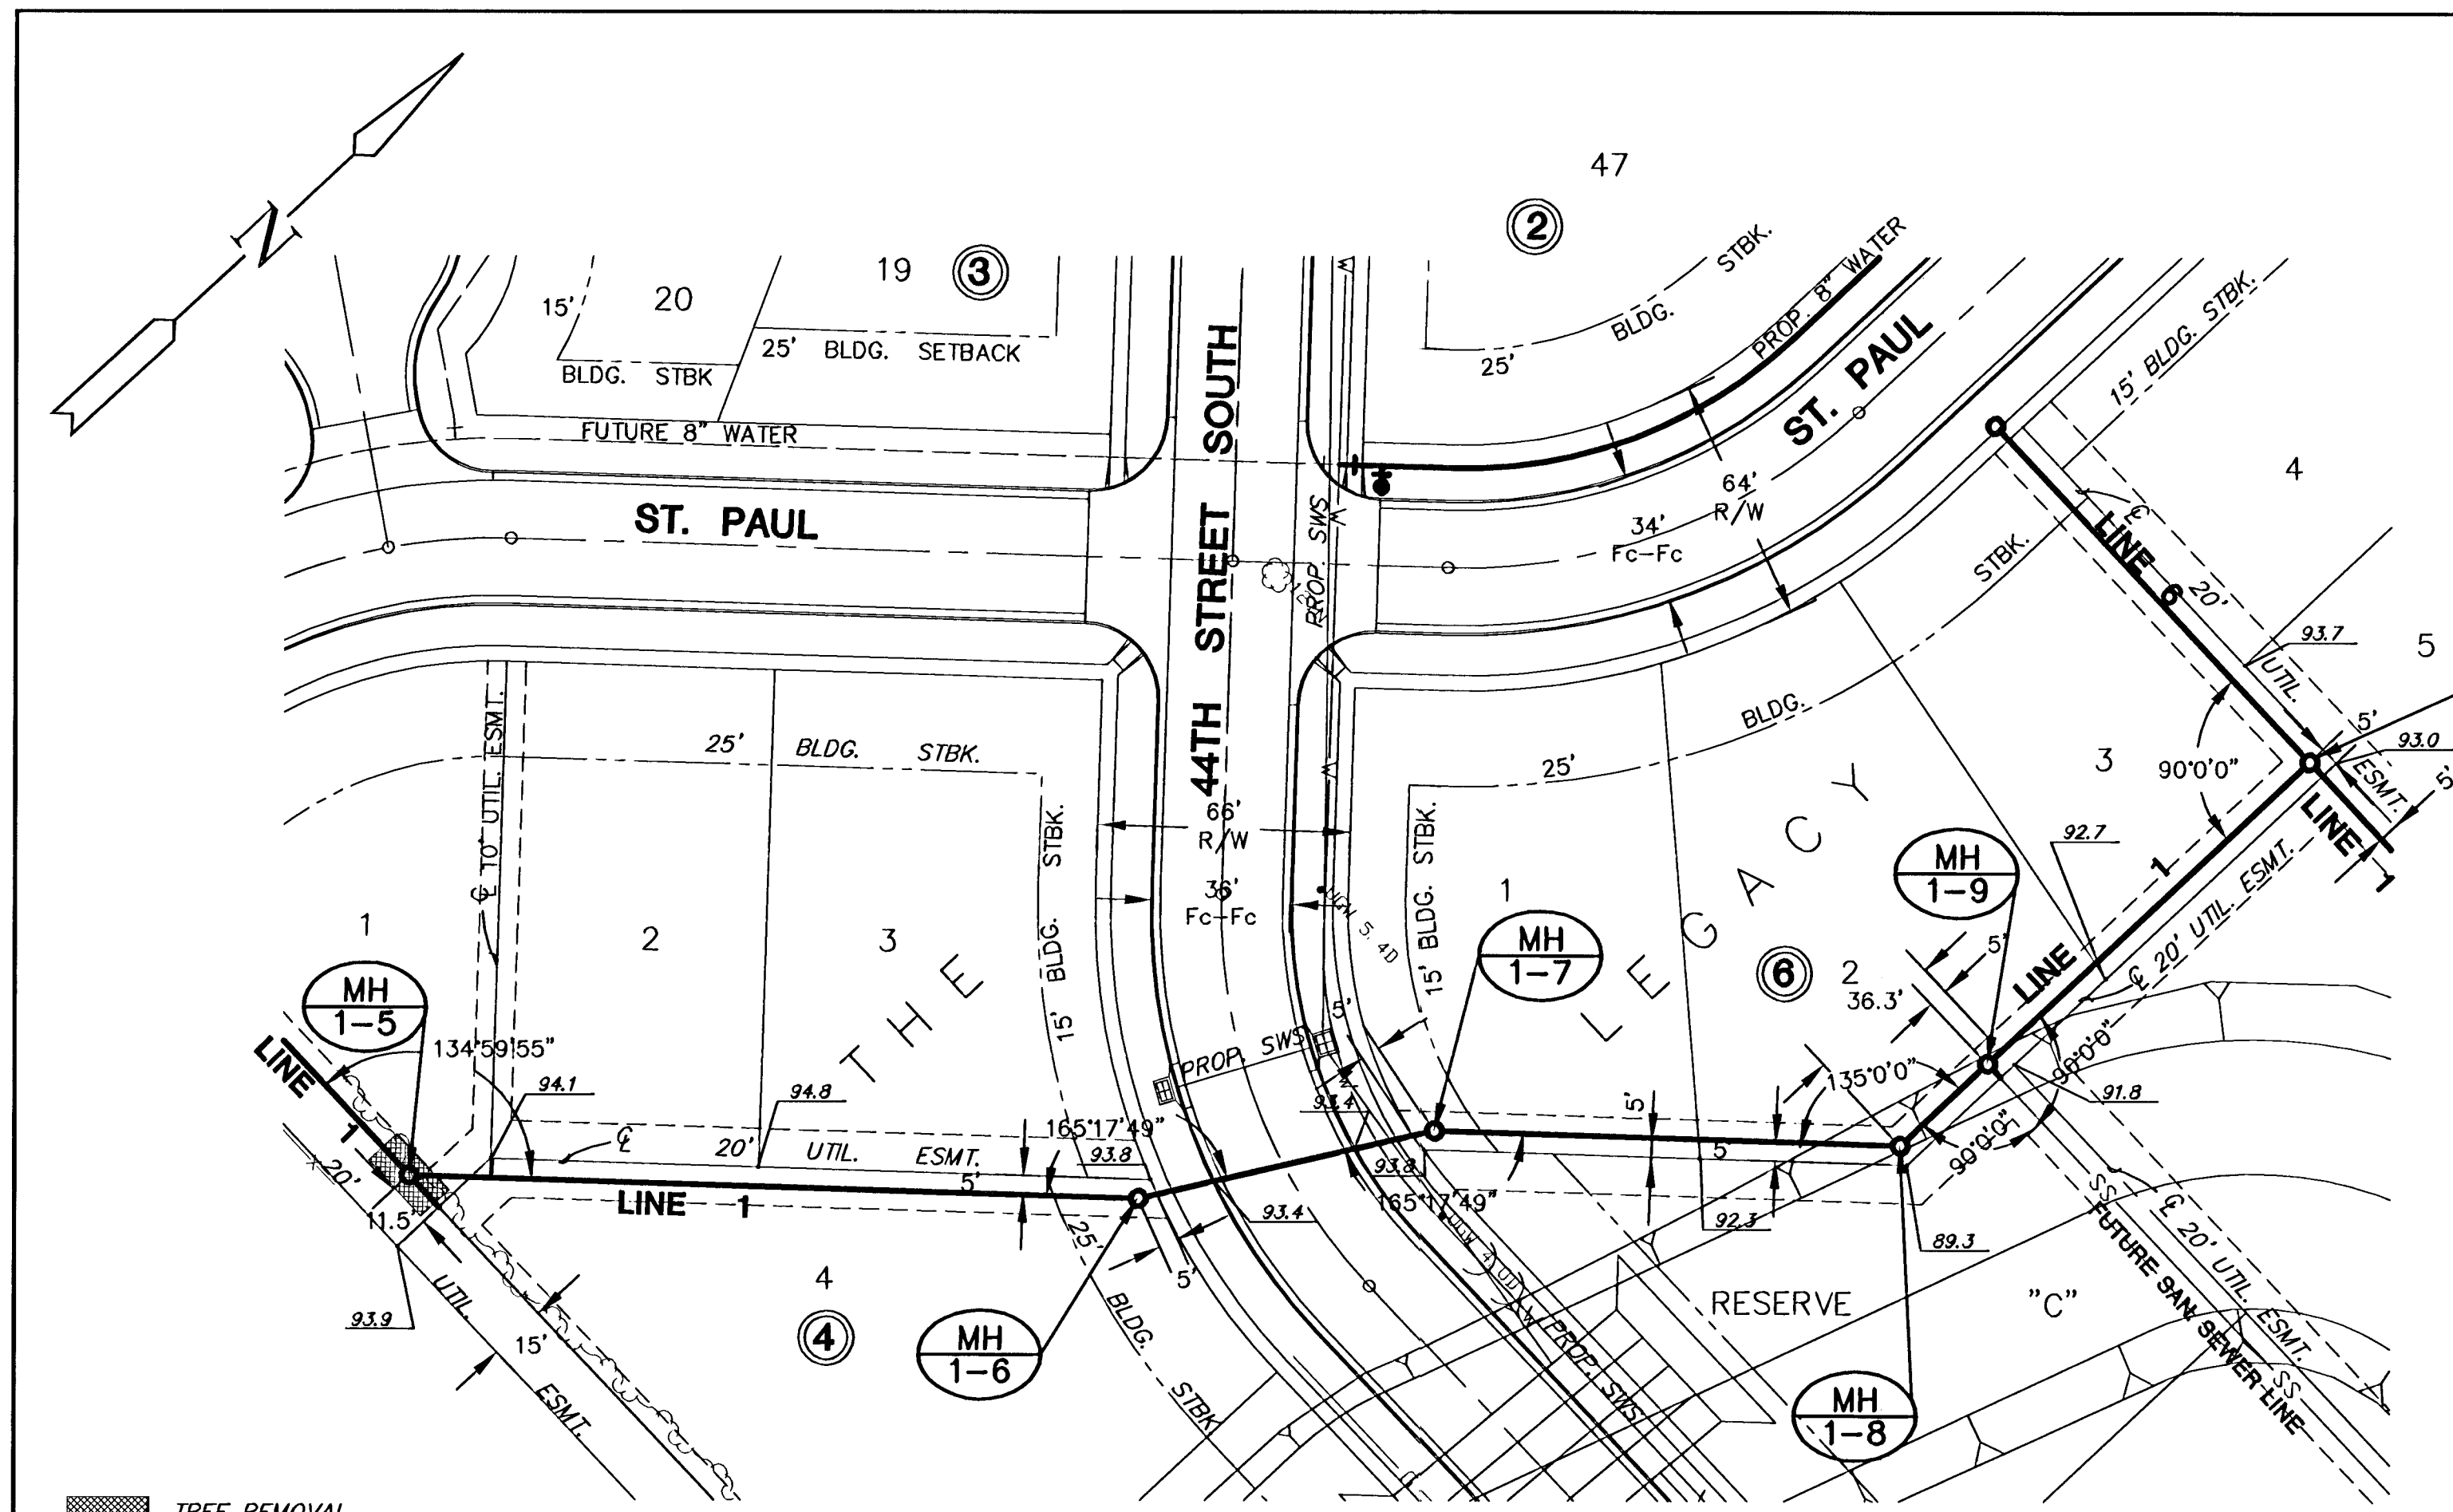 N
47
2
19
3
20
15'
25' BLDG. SETBACK
BLDG. STBK
FUTURE 8" WATER
25' BLDG. STBK.
PROP. 8" WATER
ST. PAUL
15' BLDG. STBK.
44TH STREET SOUTH
PROP. SWS
W
W
W
ST. PAUL
64'
R/W
34'
Fc-Fc
4
LINE 6
℄
20' UTIL. ESMT.
93.7
5
5'
93.0
5'
LINE 1
90°0'0"
3
92.7
25' BLDG. STBK.
℄ 10' UTIL. ESMT.
25' BLDG. STBK.
66'
R/W
36'
Fc-Fc
15' BLDG. STBK.
15' BLDG. STBK.
1
2
3
THE LEGACY
1
6
2
MH
1-9
MH
1-7
MH
1-5
LINE 1
134°59'55"
94.1
94.8
℄
20' UTIL. ESMT.
5'
LINE 1
165°17'49"
93.8
PROP. SWS
5'
93.4
93.8
165°17'49"
93.4
5'
5'
92.3
36.3'
5'
135°0'0"
LINE 1
℄ 20' UTIL. ESMT.
90°0'0"
91.8
90°0'0"
89.3
20' UTIL. ESMT.
11.5'
93.9
15'
4
4
MH
1-6
5'
25' BLDG. STBK.
PROP. SWS
RESERVE "C"
MH
1-8
SS
SS
FUTURE SAN. SEWER LINE
℄ 20' UTIL. ESMT.
TREE REMOVAL